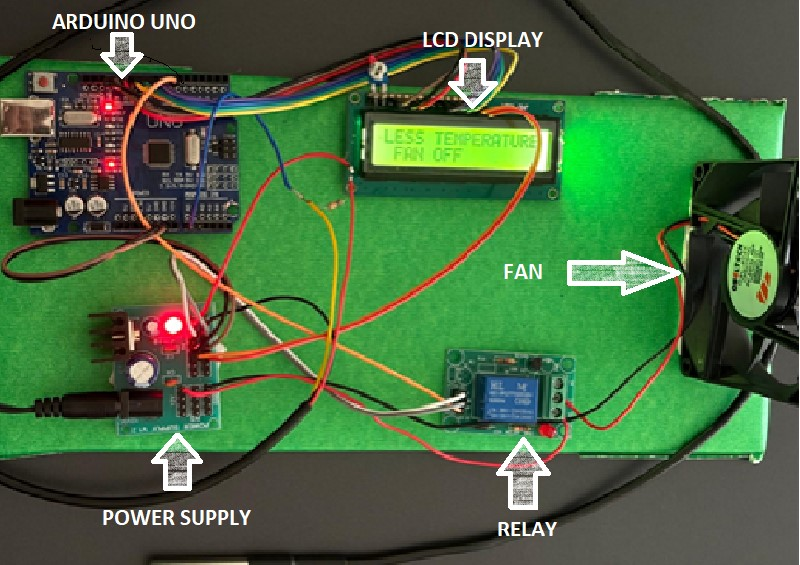 ARDUINO UNO
LCD DISPLAY
UNO
LESS TEMPERATURE
FAN OFF
FAN
POWER SUPPLY
RELAY